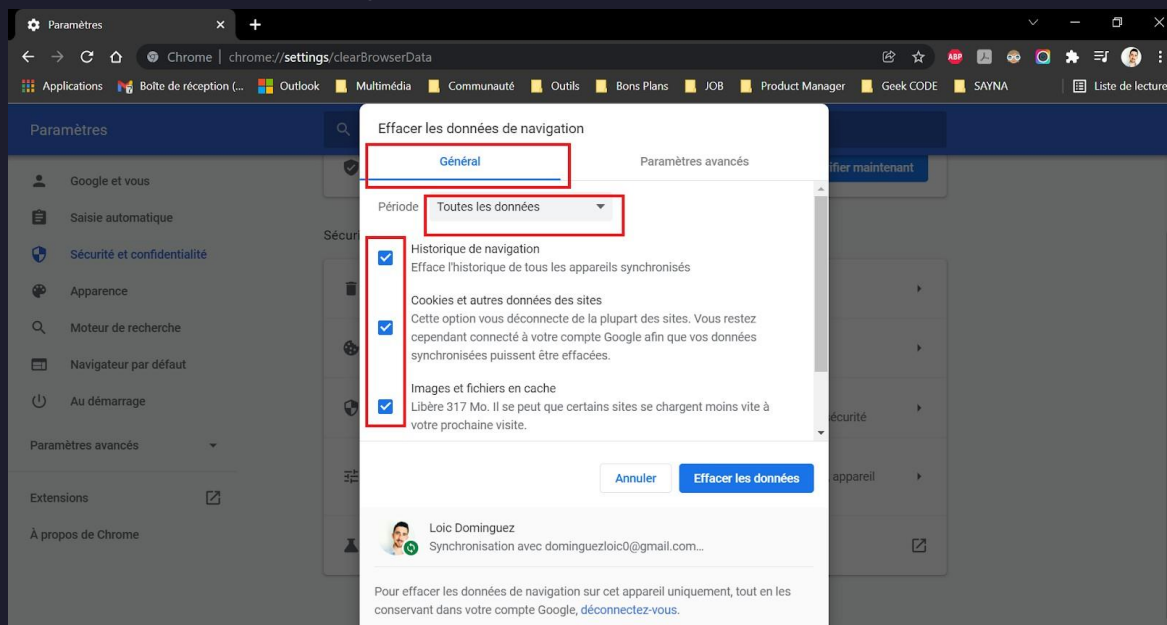 Paramètres
Chrome | chrome://settings/clearBrowserData
ABP
Applications Boîte de réception (... Outlook Multimédia Communauté Outils Bons Plans JOB Product Manager Geek CODE SAYNA Liste de lecture
Paramètres
Effacer les données de navigation
Général Paramètres avancés
ifier maintenant
Google et vous
Période Toutes les données
Saisie automatique
Sécuri
Sécurité et confidentialité
Historique de navigation
Efface l'historique de tous les appareils synchronisés
Apparence
Cookies et autres données des sites
Cette option vous déconnecte de la plupart des sites. Vous restez
Moteur de recherche
cependant connecté à votre compte Google afin que vos données
synchronisées puissent être effacées.
Navigateur par défaut
Images et fichiers en cache
Au démarrage
Libère 317 Mo. Il se peut que certains sites se chargent moins vite à
votre prochaine visite.
écurité
Paramètres avancés
Annuler Effacer les données
, appareil
Extensions
Loic Dominguez
À propos de Chrome
Synchronisation avec dominguezloic0@gmail.com...
Pour effacer les données de navigation sur cet appareil uniquement, tout en les
conservant dans votre compte Google, déconnectez-vous.